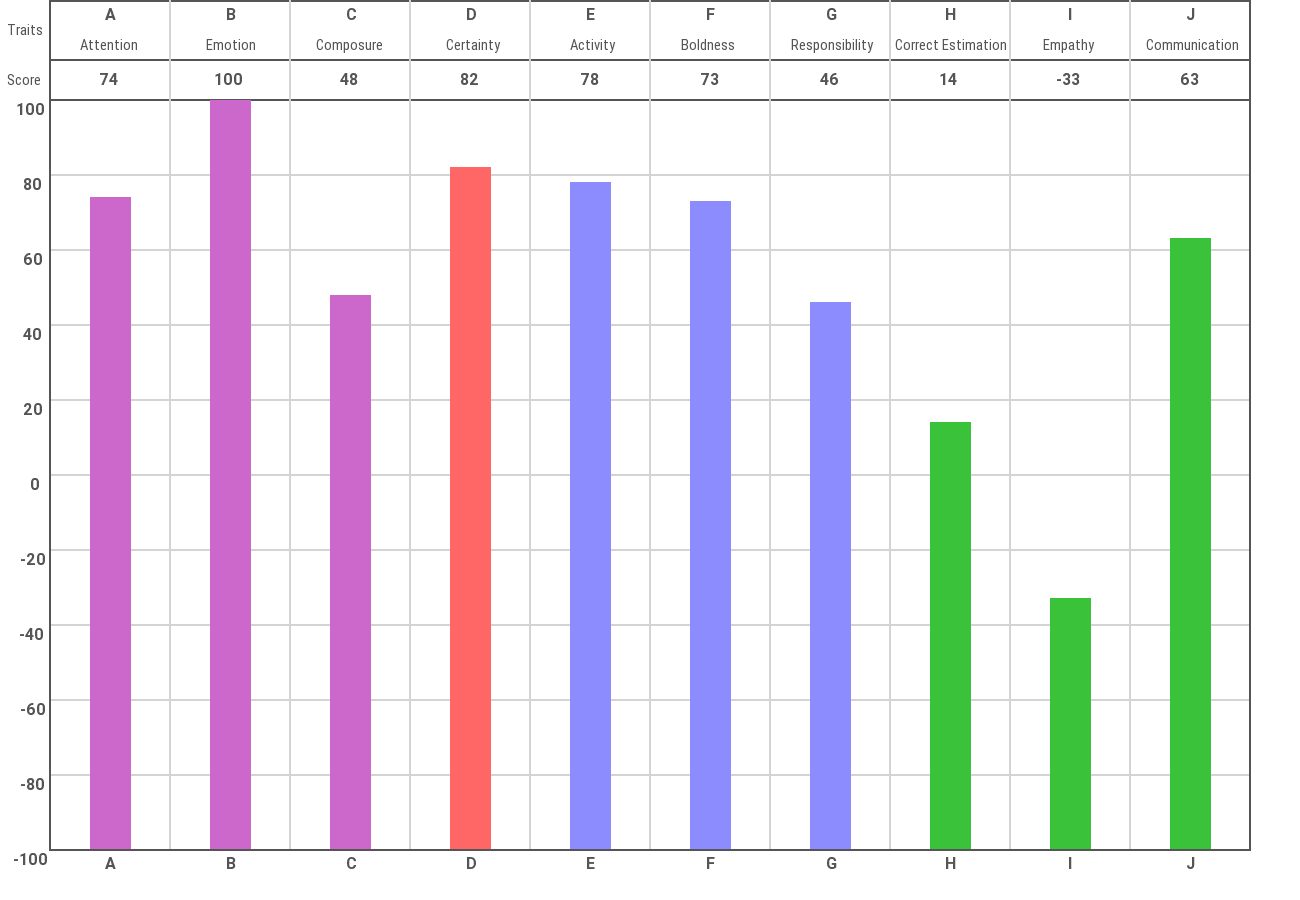 Traits
A B C D E F G H I J
Attention Emotion Composure Certainty Activity Boldness Responsibility Correct Estimation Empathy Communication
Score 74 100 48 82 78 73 46 14 -33 63
100
80
60
40
20
0
-20
-40
-60
-80
-100
A B C D E F G H I J